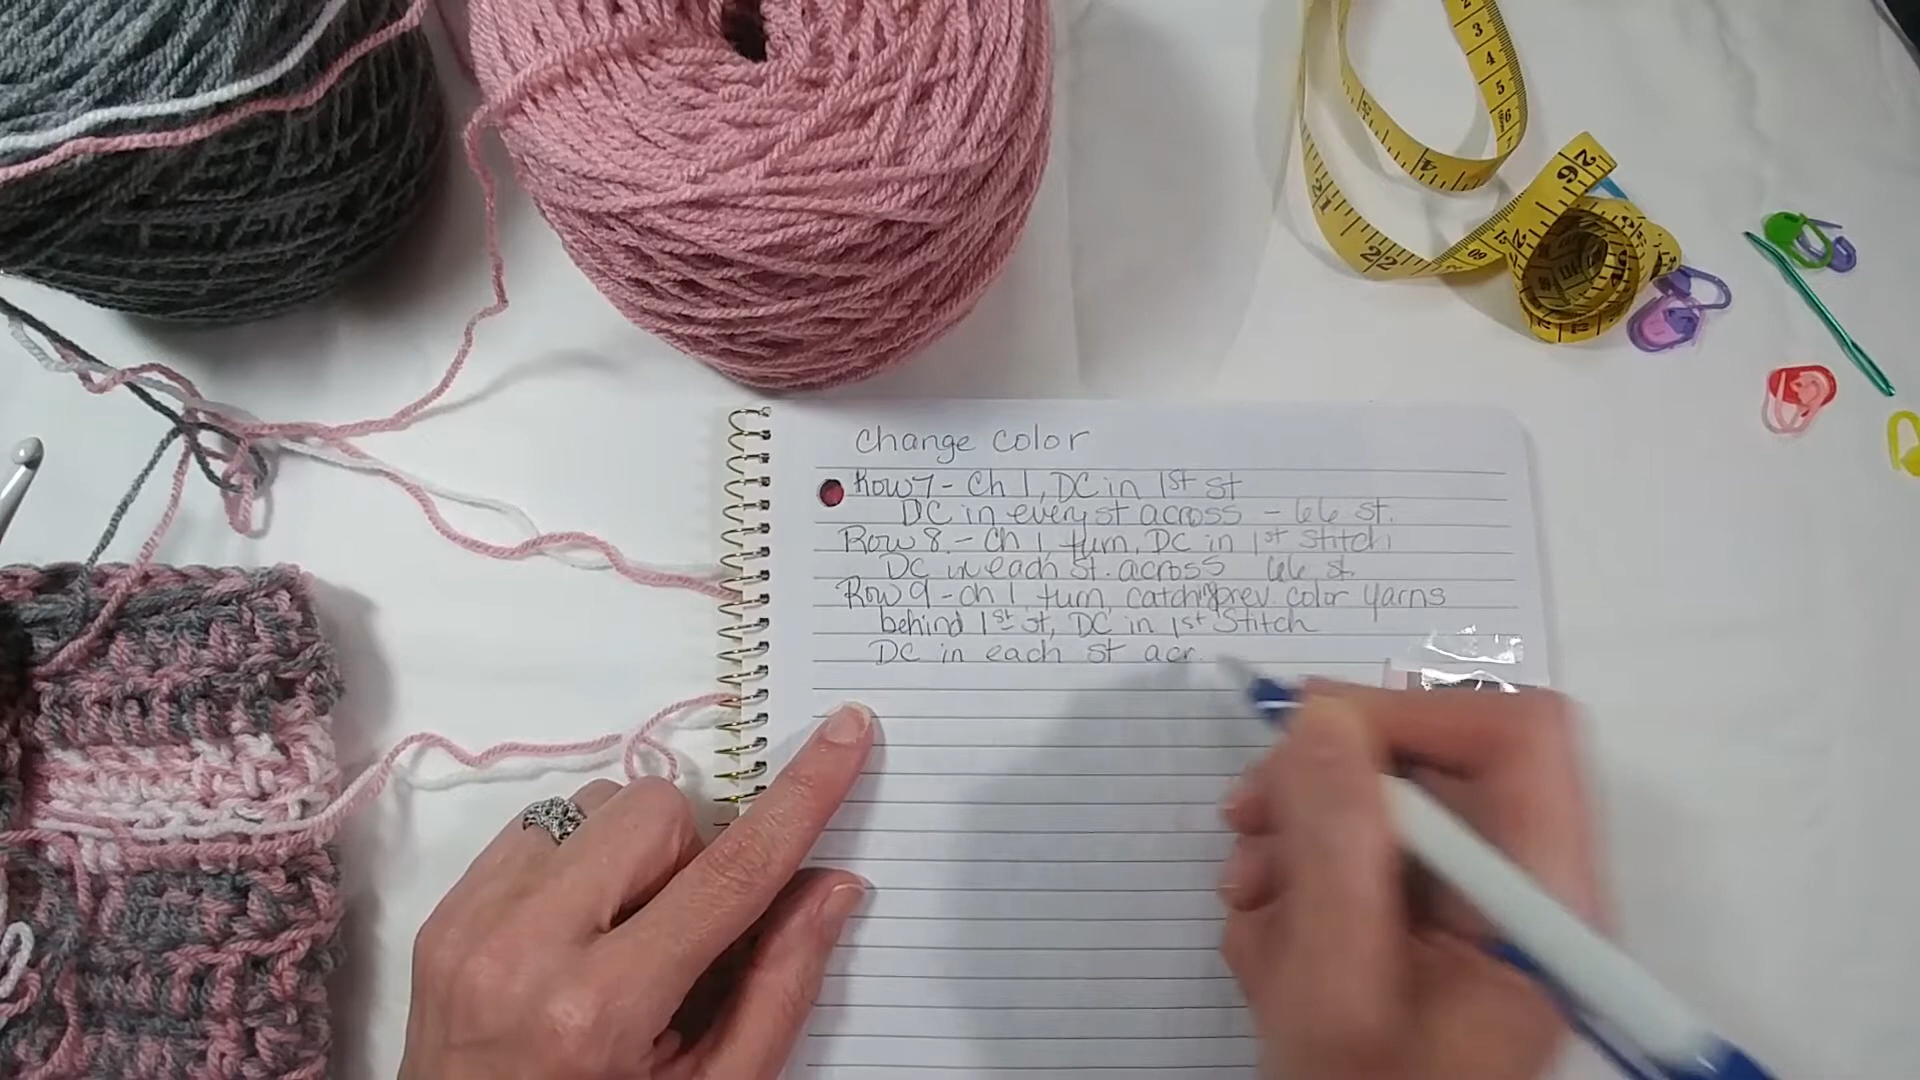 Change Color
Row 7 - Ch 1, DC in 1st st
DC in every st across - 66 st.
Row 8 - Ch 1, turn, DC in 1st stitch
DC in each st. across 66 st.
Row 9 - ch 1, turn, catching prev. color yarns
behind 1st st, DC in 1st Stitch
DC in each st acr